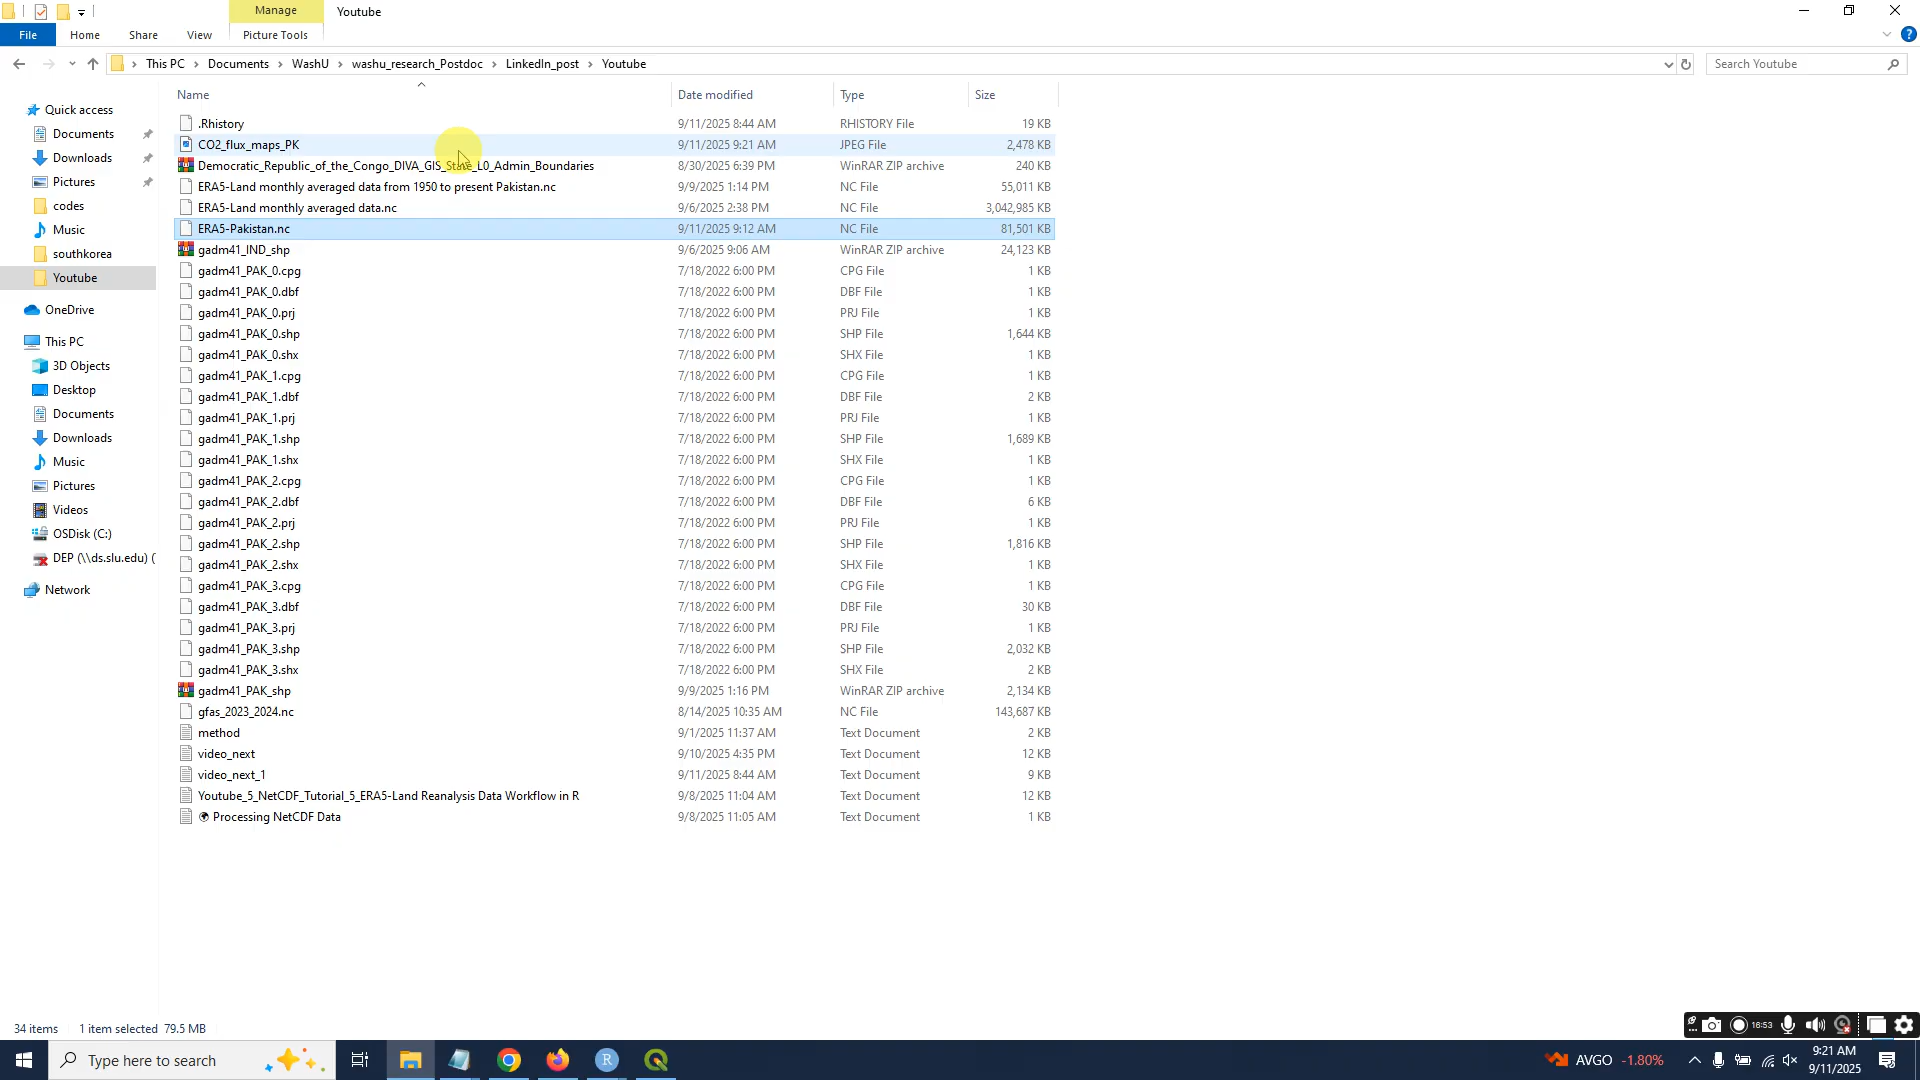 Manage
Youtube
File
Home
Share
View
Picture Tools
This PC
Documents
WashU
washu_research_Postdoc
LinkedIn_post
Youtube
Search Youtube
Name
Date modified
Type
Size
.Rhistory 9/11/2025 8:44 AM RHISTORY File 19 KB
CO2_flux_maps_PK 9/11/2025 9:21 AM JPEG File 2,478 KB
Democratic_Republic_of_the_Congo_DIVA_GIS_State_L0_Admin_Boundaries 8/30/2025 6:39 PM WinRAR ZIP archive 240 KB
ERA5-Land monthly averaged data from 1950 to present Pakistan.nc 9/9/2025 1:14 PM NC File 55,011 KB
ERA5-Land monthly averaged data.nc 9/6/2025 2:38 PM NC File 3,042,985 KB
ERA5-Pakistan.nc 9/11/2025 9:12 AM NC File 81,501 KB
gadm41_IND_shp 9/6/2025 9:06 AM WinRAR ZIP archive 24,123 KB
gadm41_PAK_0.cpg 7/18/2022 6:00 PM CPG File 1 KB
gadm41_PAK_0.dbf 7/18/2022 6:00 PM DBF File 1 KB
gadm41_PAK_0.prj 7/18/2022 6:00 PM PRJ File 1 KB
gadm41_PAK_0.shp 7/18/2022 6:00 PM SHP File 1,644 KB
gadm41_PAK_0.shx 7/18/2022 6:00 PM SHX File 1 KB
gadm41_PAK_1.cpg 7/18/2022 6:00 PM CPG File 1 KB
gadm41_PAK_1.dbf 7/18/2022 6:00 PM DBF File 2 KB
gadm41_PAK_1.prj 7/18/2022 6:00 PM PRJ File 1 KB
gadm41_PAK_1.shp 7/18/2022 6:00 PM SHP File 1,689 KB
gadm41_PAK_1.shx 7/18/2022 6:00 PM SHX File 1 KB
gadm41_PAK_2.cpg 7/18/2022 6:00 PM CPG File 1 KB
gadm41_PAK_2.dbf 7/18/2022 6:00 PM DBF File 6 KB
gadm41_PAK_2.prj 7/18/2022 6:00 PM PRJ File 1 KB
gadm41_PAK_2.shp 7/18/2022 6:00 PM SHP File 1,816 KB
gadm41_PAK_2.shx 7/18/2022 6:00 PM SHX File 1 KB
gadm41_PAK_3.cpg 7/18/2022 6:00 PM CPG File 1 KB
gadm41_PAK_3.dbf 7/18/2022 6:00 PM DBF File 30 KB
gadm41_PAK_3.prj 7/18/2022 6:00 PM PRJ File 1 KB
gadm41_PAK_3.shp 7/18/2022 6:00 PM SHP File 2,032 KB
gadm41_PAK_3.shx 7/18/2022 6:00 PM SHX File 2 KB
gadm41_PAK_shp 9/9/2025 1:16 PM WinRAR ZIP archive 2,134 KB
gfas_2023_2024.nc 8/14/2025 10:35 AM NC File 143,687 KB
method 9/1/2025 11:37 AM Text Document 2 KB
video_next 9/10/2025 4:35 PM Text Document 12 KB
video_next_1 9/11/2025 8:44 AM Text Document 9 KB
Youtube_5_NetCDF_Tutorial_5_ERA5-Land Reanalysis Data Workflow in R 9/8/2025 11:04 AM Text Document 12 KB
Processing NetCDF Data 9/8/2025 11:05 AM Text Document 1 KB
Quick access
Documents
Downloads
Pictures
codes
Music
southkorea
Youtube
OneDrive
This PC
3D Objects
Desktop
Documents
Downloads
Music
Pictures
Videos
OSDisk (C:)
DEP (\\ds.slu.edu) (
Network
34 items
1 item selected 79.5 MB
16:53
Type here to search
AVGO -1.80%
9:21 AM
9/11/2025